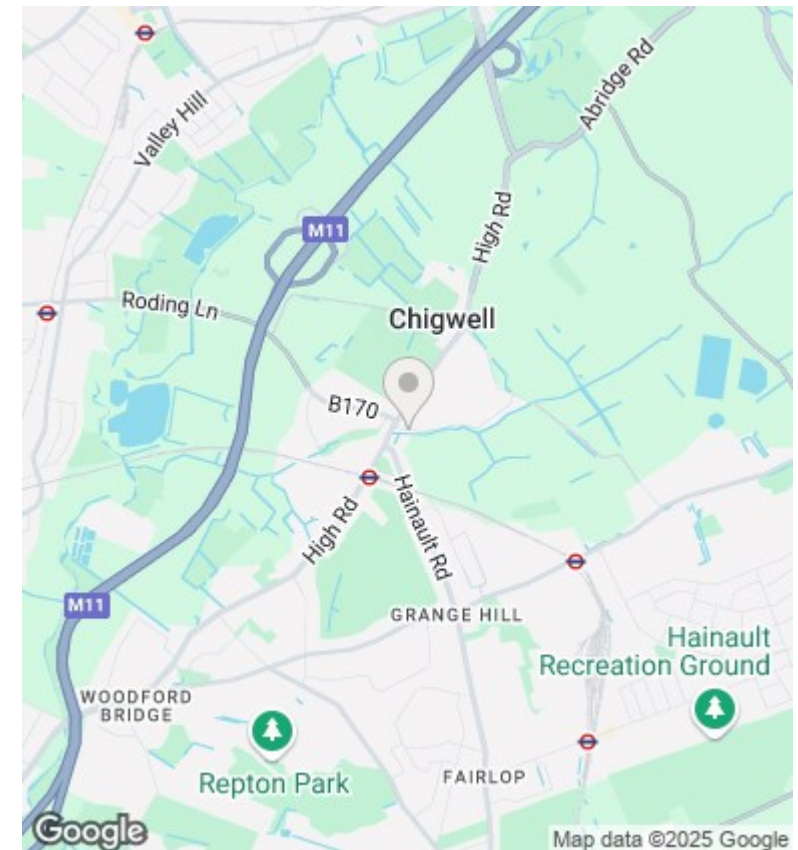 Valley Hill
Abridge Rd
M11
High Rd
Roding Ln
Chigwell
B170
High Rd
Hainault Rd
M11
GRANGE HILL
Hainault
Recreation Ground
WOODFORD
BRIDGE
Repton Park
FAIRLOP
Google
Map data ©2025 Google